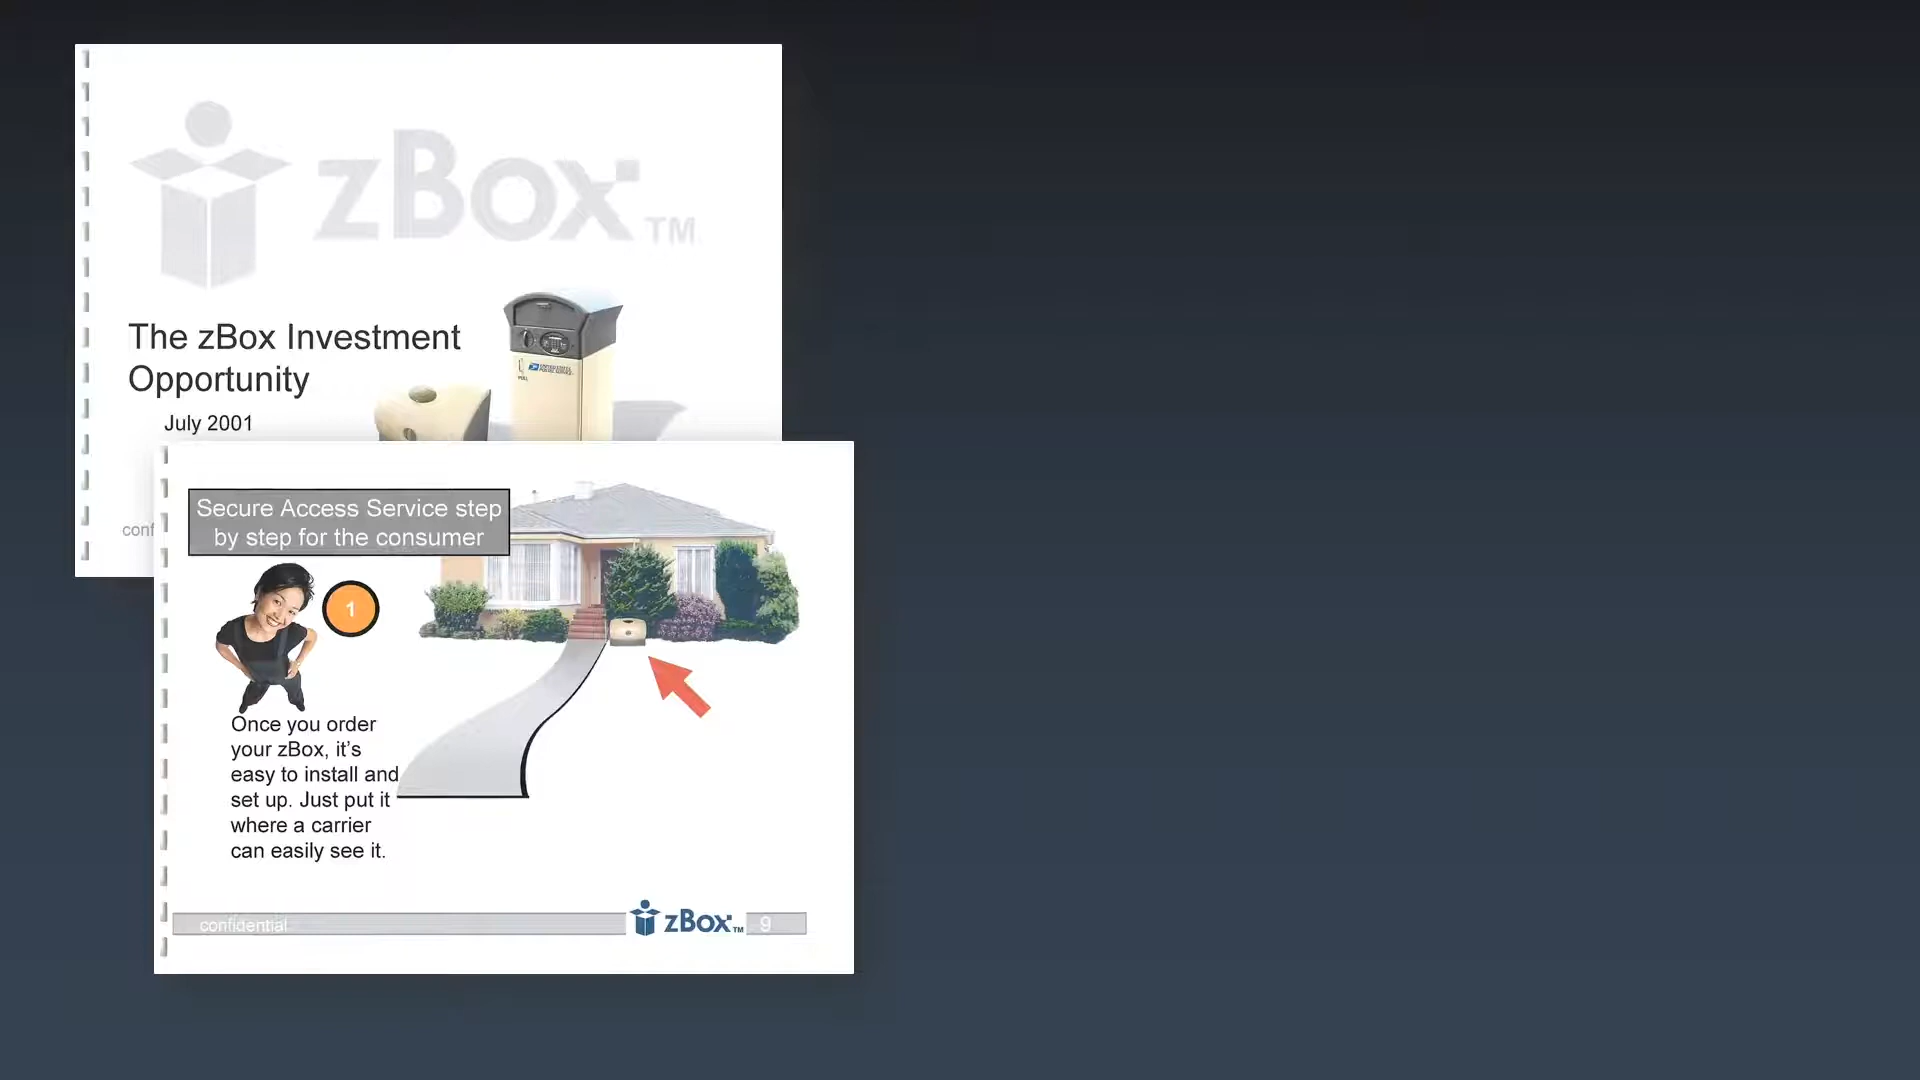 zBox TM
The zBox Investment
Opportunity
July 2001
PULL
conf
Secure Access Service step
by step for the consumer
1
Once you order
your zBox, it's
easy to install and
set up. Just put it
where a carrier
can easily see it.
confidential
zBox TM
9